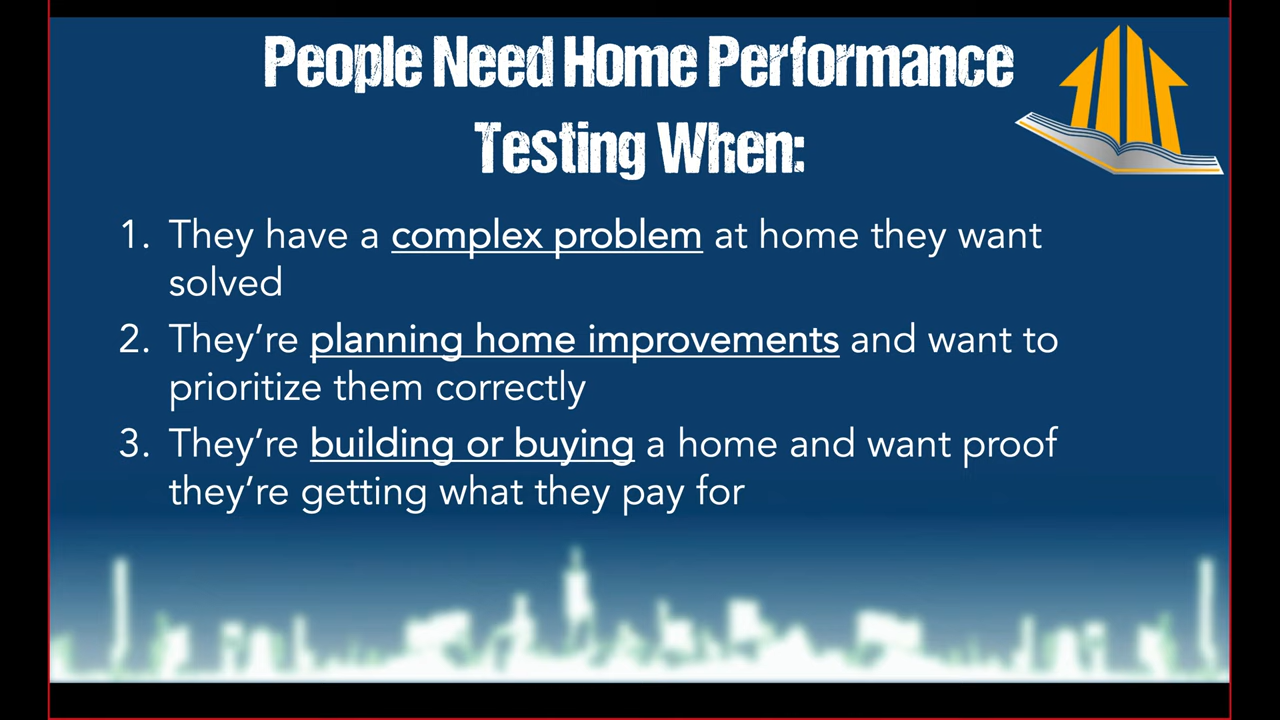 People Need Home Performance
Testing When:
1. They have a complex problem at home they want
solved
2. They’re planning home improvements and want to
prioritize them correctly
3. They’re building or buying a home and want proof
they’re getting what they pay for